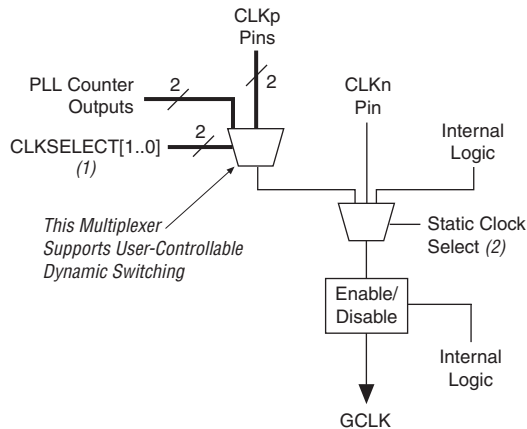 CLKp
Pins
PLL Counter
Outputs
2
2
CLKn
Pin
CLKSELECT[1..0]
(1)
2
Internal
Logic
This Multiplexer
Supports User-Controllable
Dynamic Switching
Static Clock
Select (2)
Enable/
Disable
Internal
Logic
GCLK